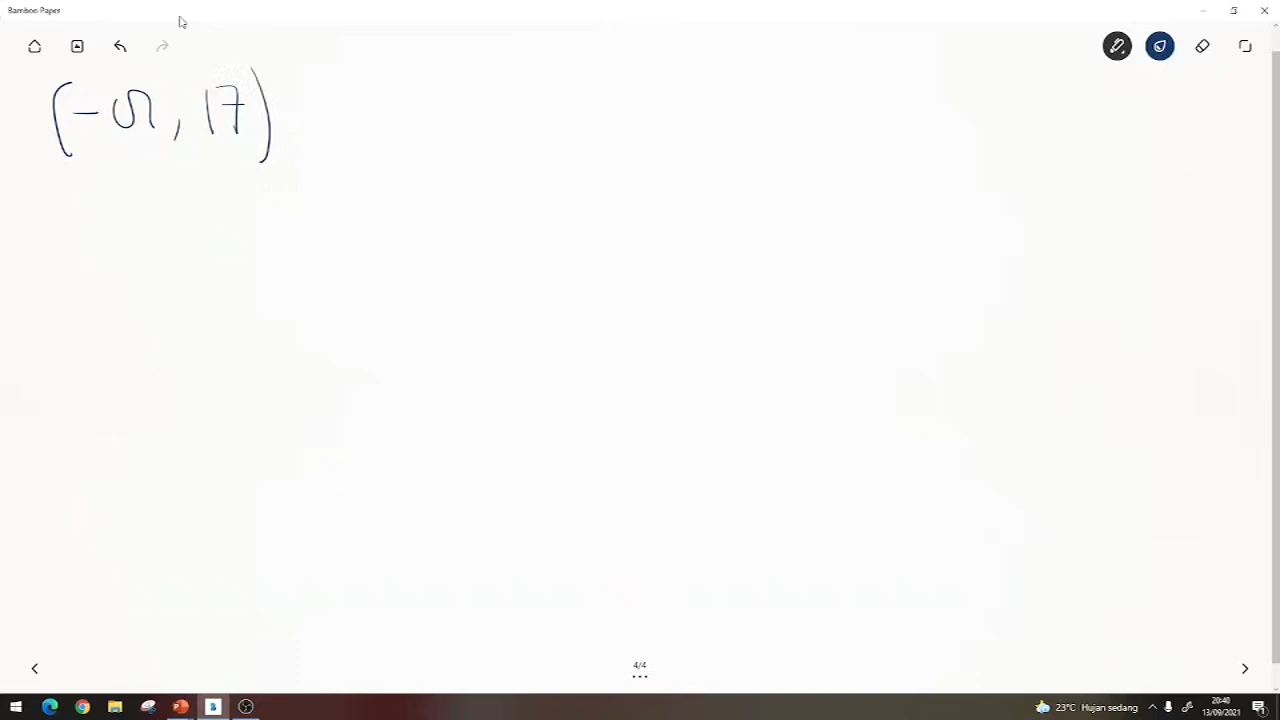 Bamboo Paper
(-5, 17)
4/4
23°C Hujan sedang
20:40
13/09/2021